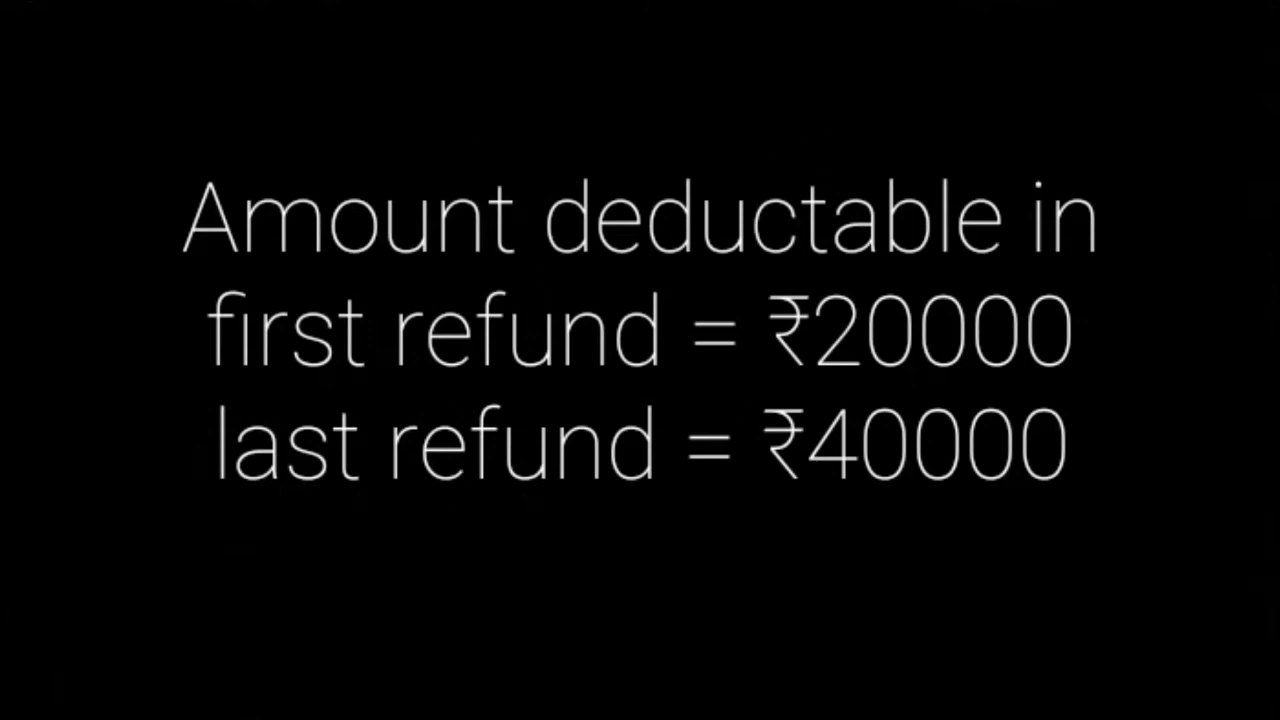 Amount deductable in
first refund = ₹20000
last refund = ₹40000